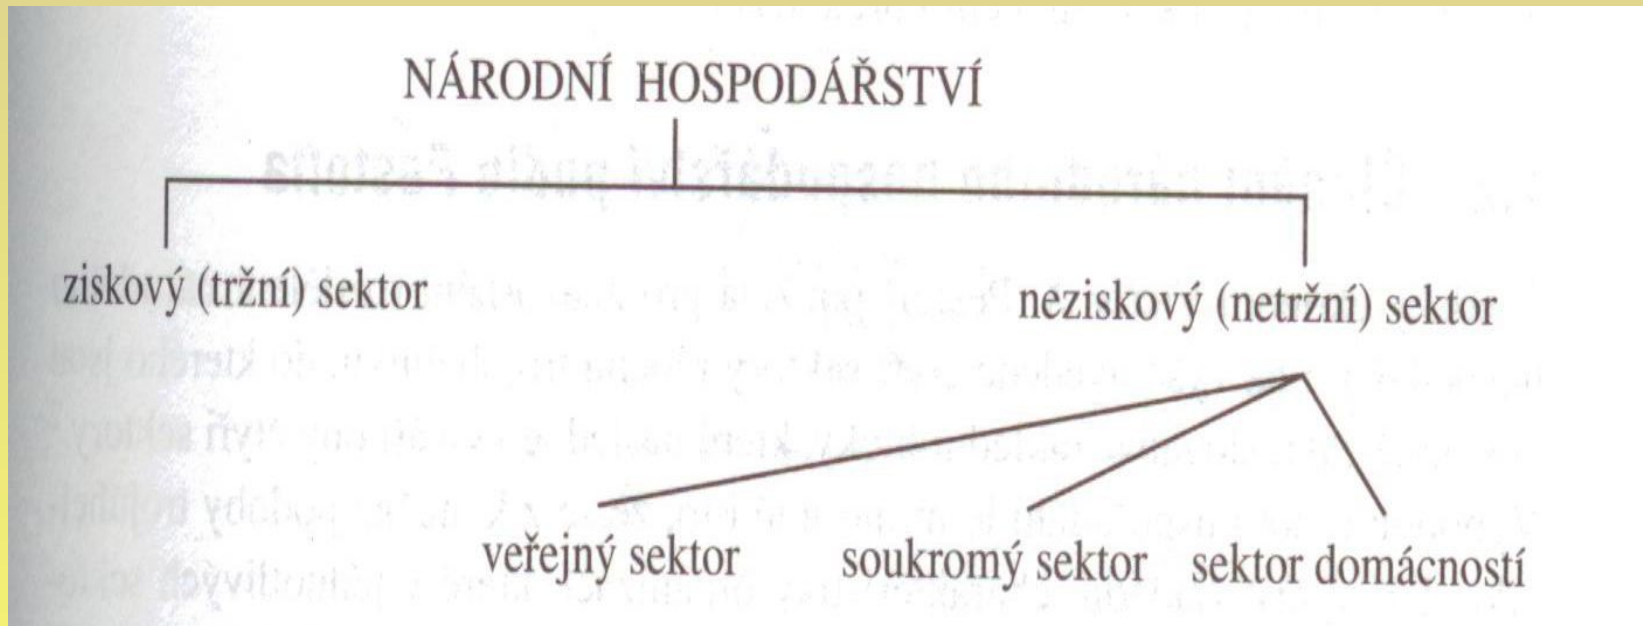 NÁRODNÍ HOSPODÁŘSTVÍ
ziskový (tržní) sektor
neziskový (netržní) sektor
veřejný sektor
soukromý sektor
sektor domácností